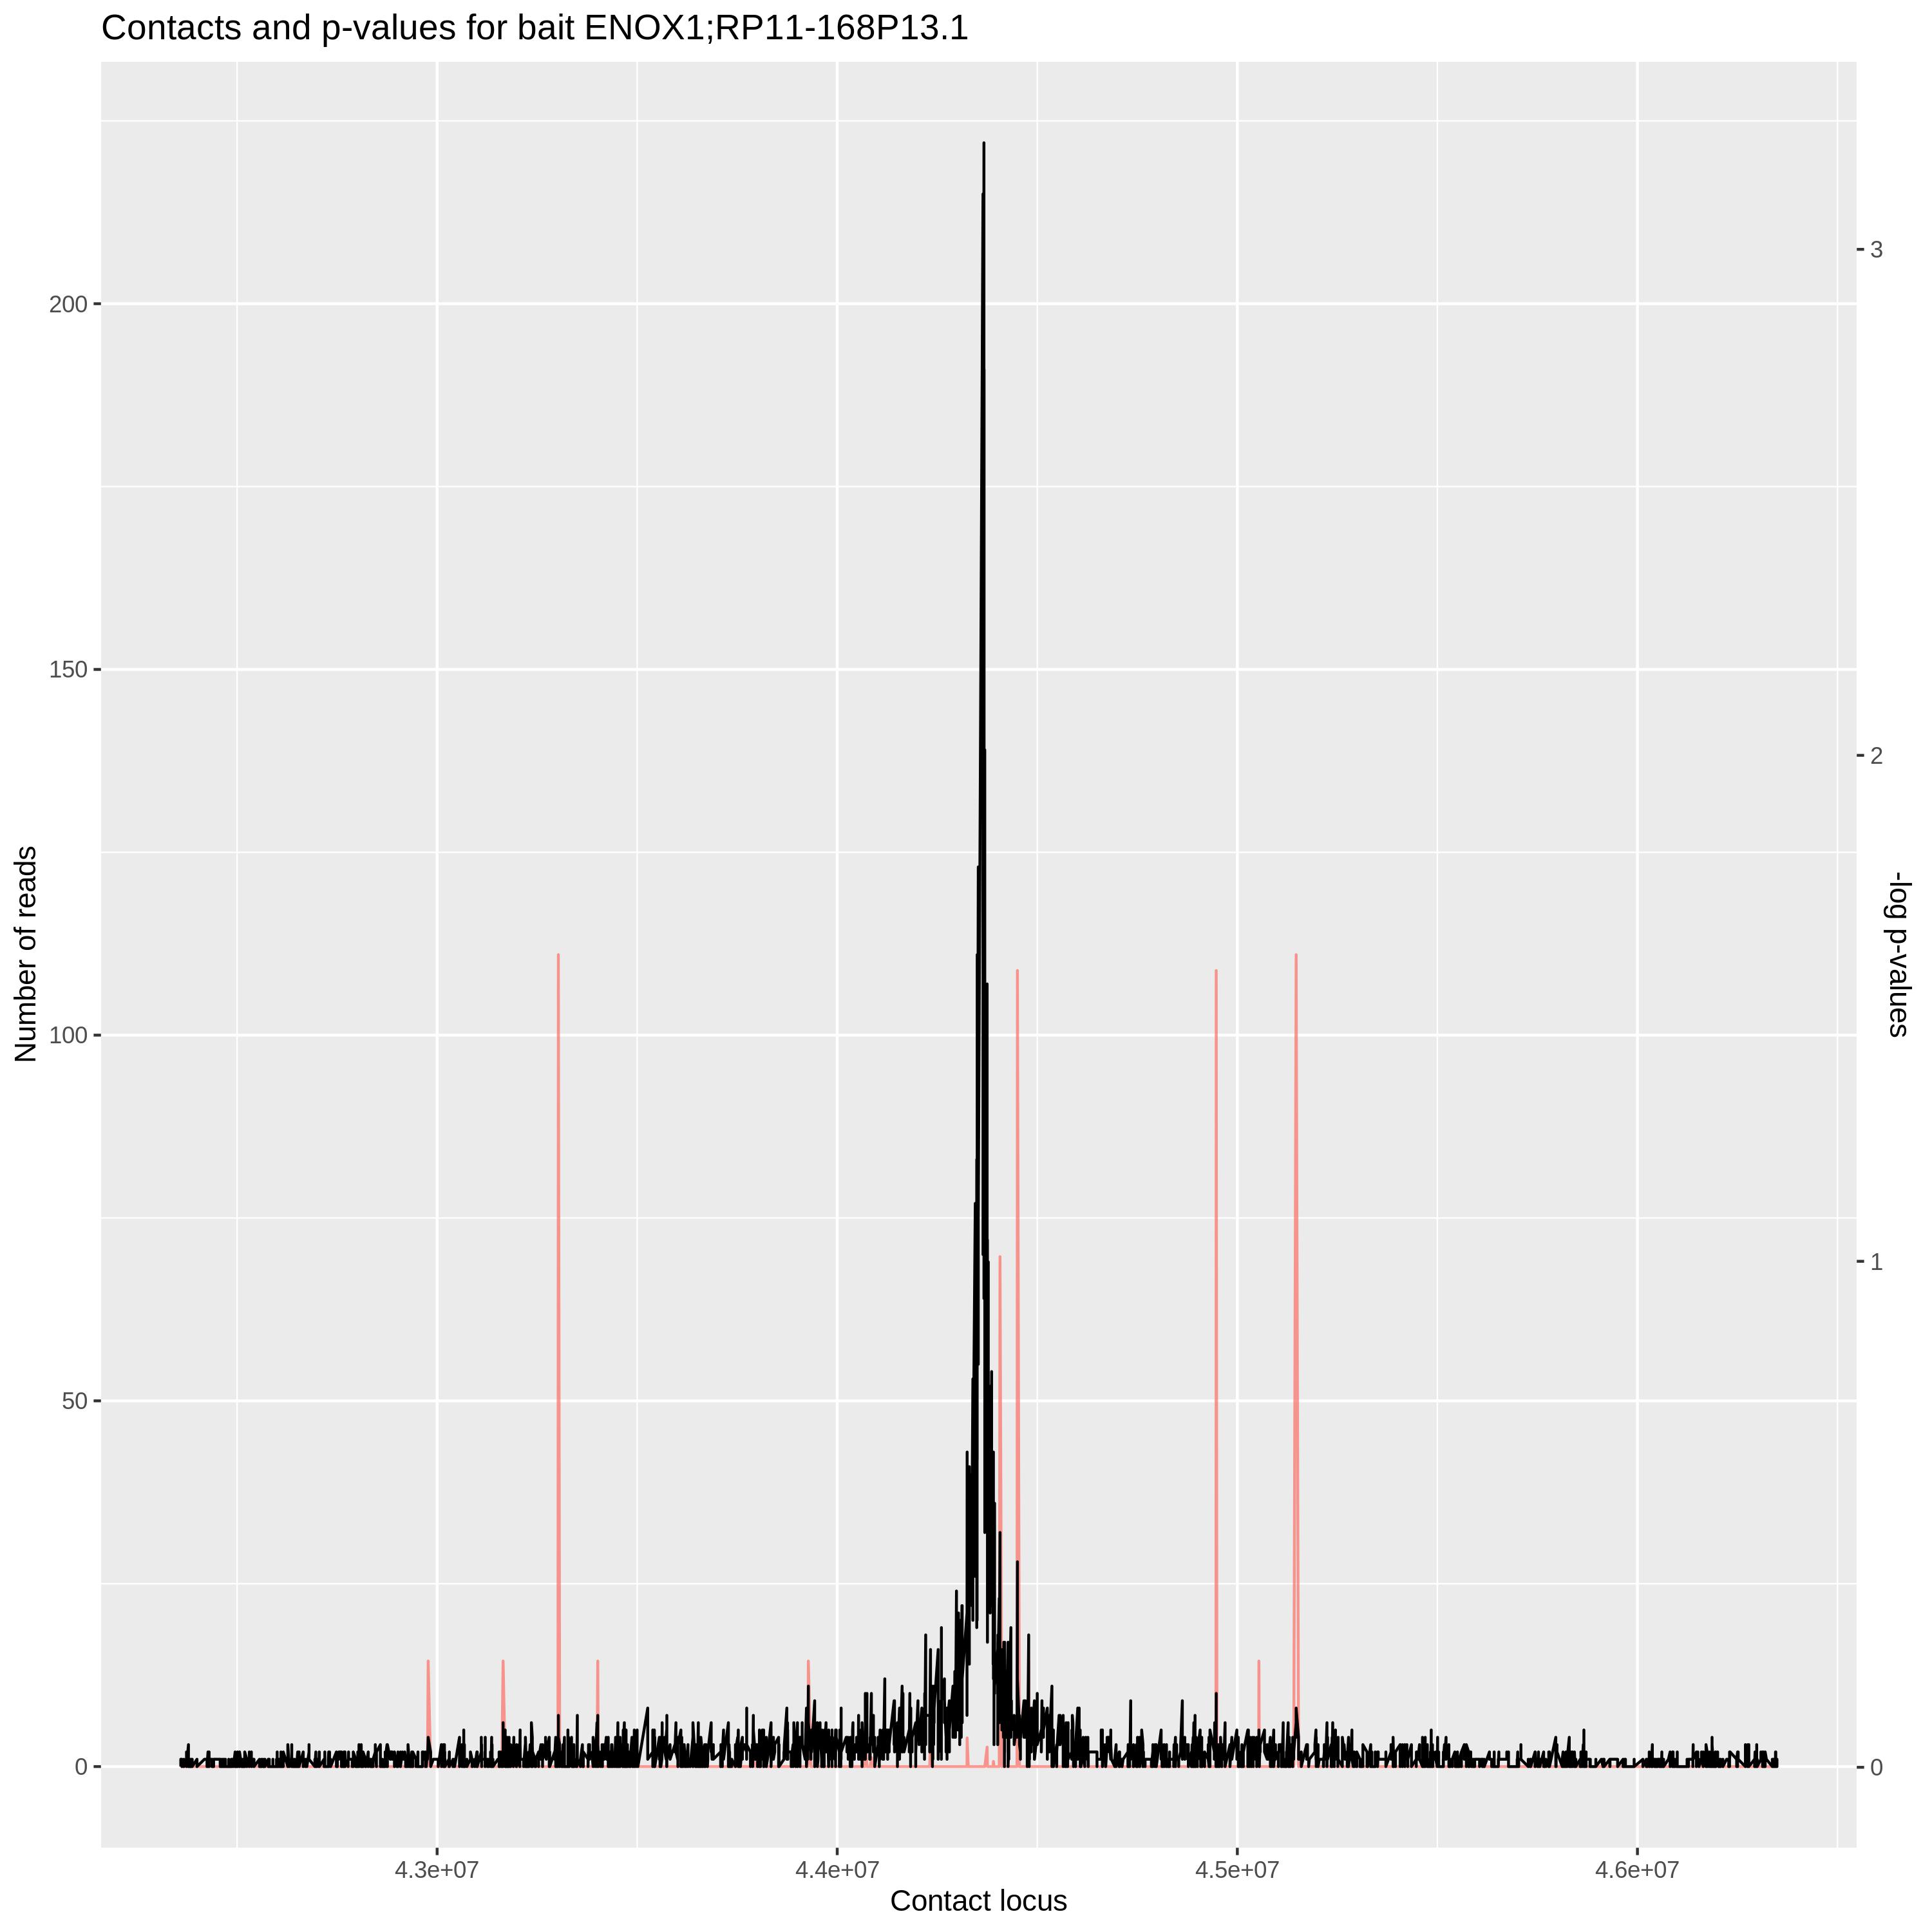 Contacts and p-values for bait ENOX1;RP11-168P13.1
200
150
100
50
0
Number of reads
3
2
1
0
-log p-values
4.3e+07
4.4e+07
4.5e+07
4.6e+07
Contact locus